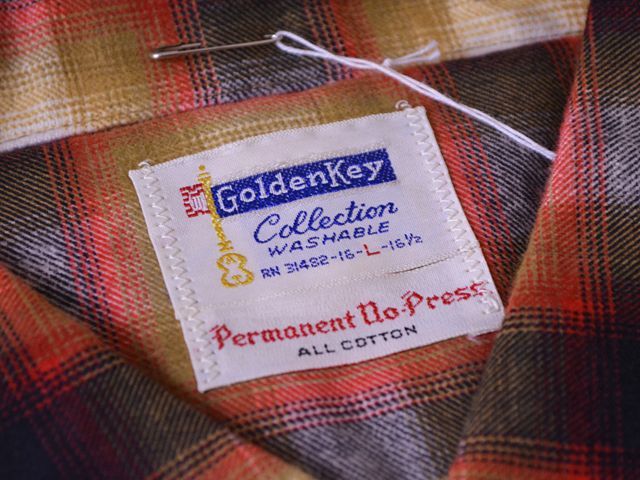 GoldenKey
Collection
WASHABLE
RN 31482-16-L-16½
Permanent No-Press
ALL COTTON